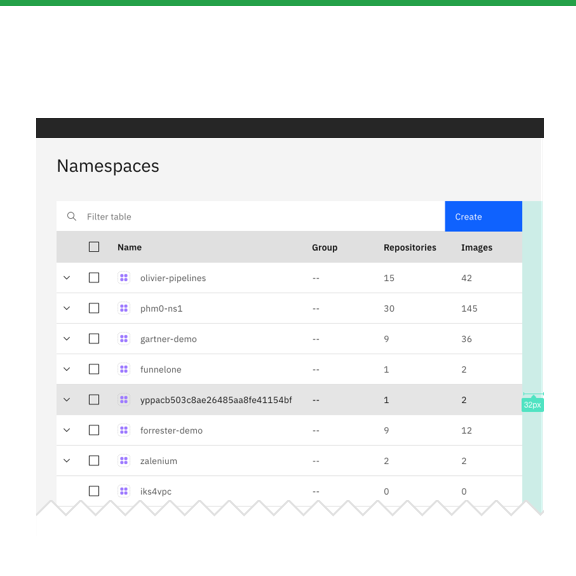 Namespaces
Filter table Create
Name Group Repositories Images
olivier-pipelines -- 15 42
phm0-ns1 -- 30 145
gartner-demo -- 9 36
funnelone -- 1 2
yppacb503c8ae26485aa8fe41154bf -- 1 2
32px
forrester-demo -- 9 12
zalenium -- 2 2
iks4vpc -- 0 0